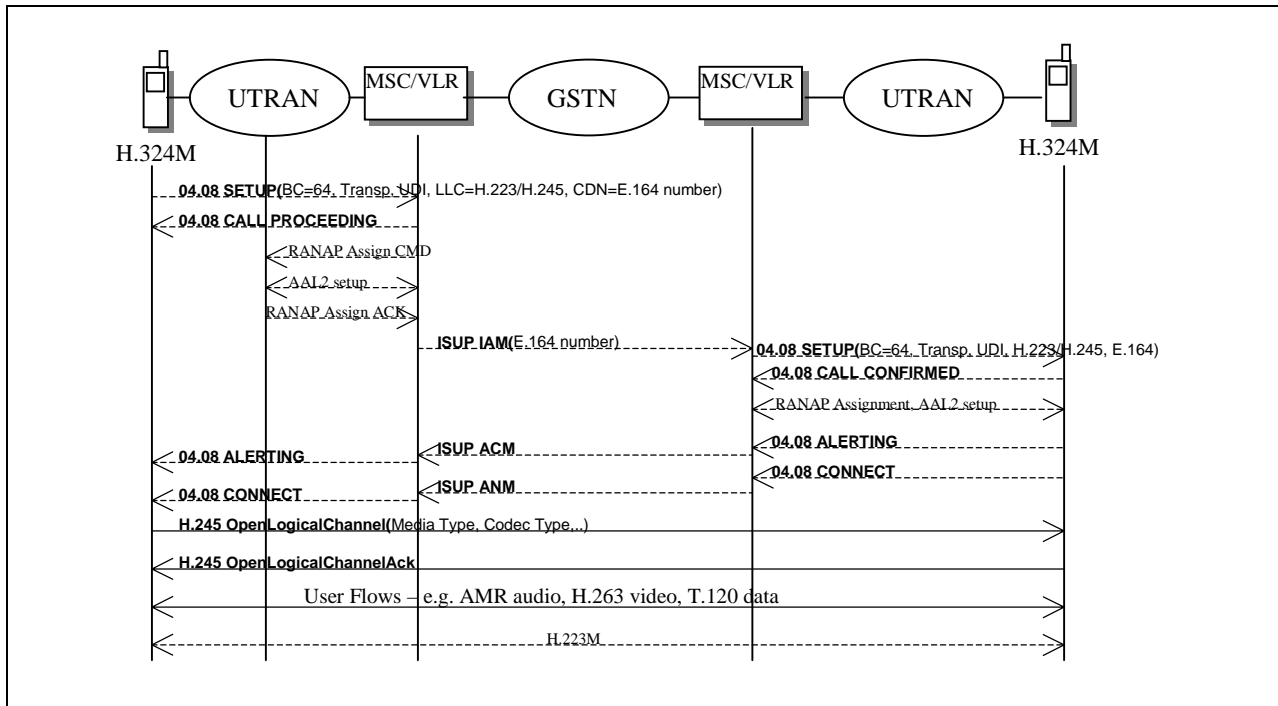 MSC/VLR
MSC/VLR
UTRAN
GSTN
UTRAN
H.324M
H.324M
04.08 SETUP(BC=64, Transp, UDI, LLC=H.223/H.245, CDN=E.164 number)
04.08 CALL PROCEEDING
RANAP Assign CMD
AAL2 setup
RANAP Assign ACK
ISUP IAM(E.164 number)
04.08 SETUP(BC=64, Transp, UDI, H.223/H.245, E.164)
04.08 CALL CONFIRMED
RANAP Assignment, AAL2 setup
04.08 ALERTING
ISUP ACM
04.08 ALERTING
04.08 CONNECT
ISUP ANM
04.08 CONNECT
H.245 OpenLogicalChannel(Media Type, Codec Type,..)
H.245 OpenLogicalChannelAck
User Flows – e.g. AMR audio, H.263 video, T.120 data
H.223M